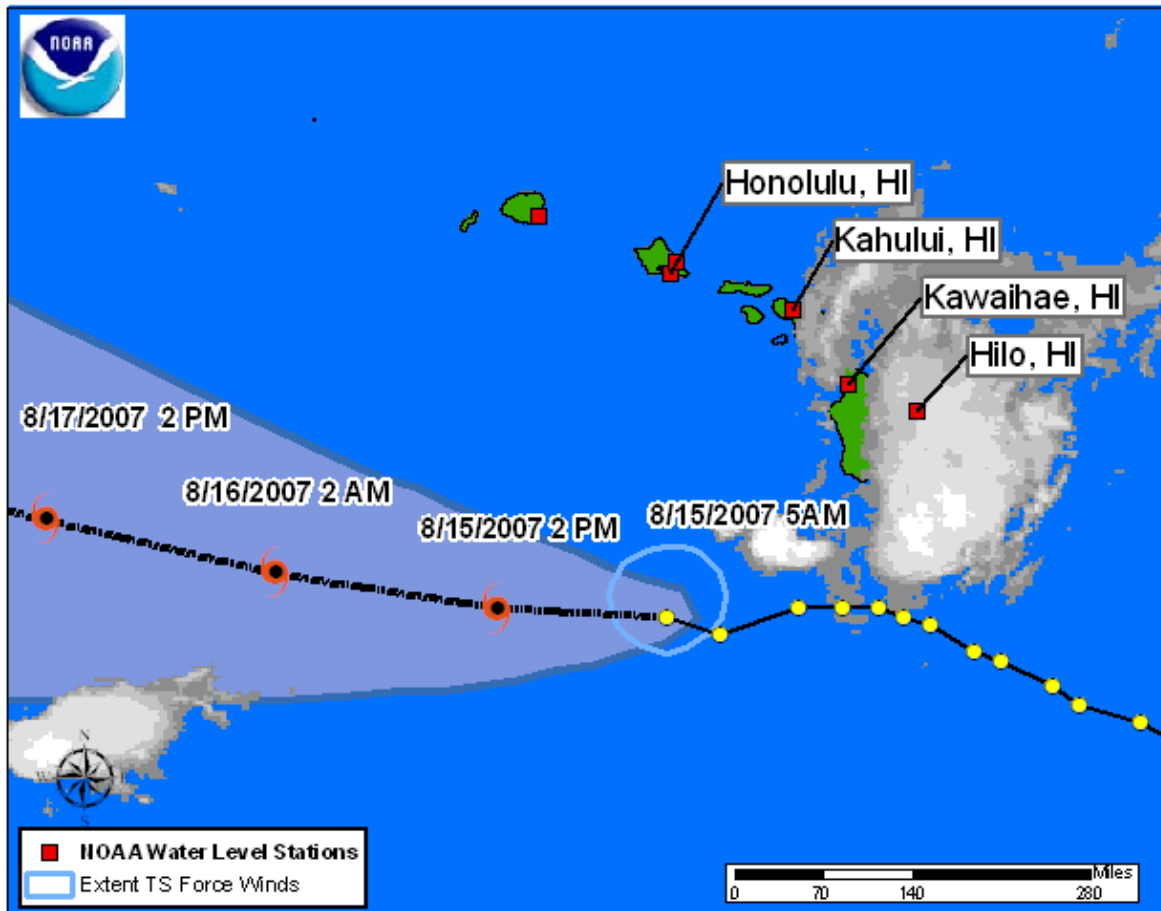 NOAA
Honolulu, HI
Kahului, HI
Kawaihae, HI
Hilo, HI
8/17/2007 2 PM
8/16/2007 2 AM
8/15/2007 2 PM
8/15/2007 5AM
N
W
E
S
NOAA Water Level Stations
Extent TS Force Winds
Miles
0 70 140 280